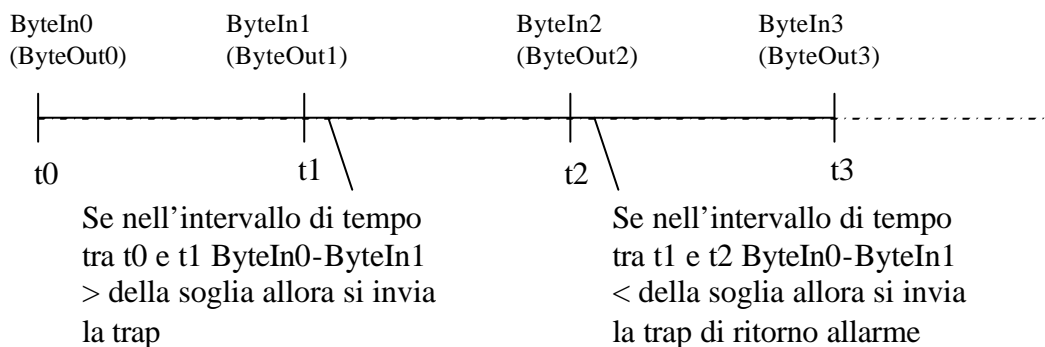 ByteIn0
(ByteOut0)
ByteIn1
(ByteOut1)
ByteIn2
(ByteOut2)
ByteIn3
(ByteOut3)
t0
t1
t2
t3
Se nell'intervallo di tempo
tra t0 e t1 ByteIn0-ByteIn1
> della soglia allora si invia
la trap
Se nell'intervallo di tempo
tra t1 e t2 ByteIn0-ByteIn1
< della soglia allora si invia
la trap di ritorno allarme